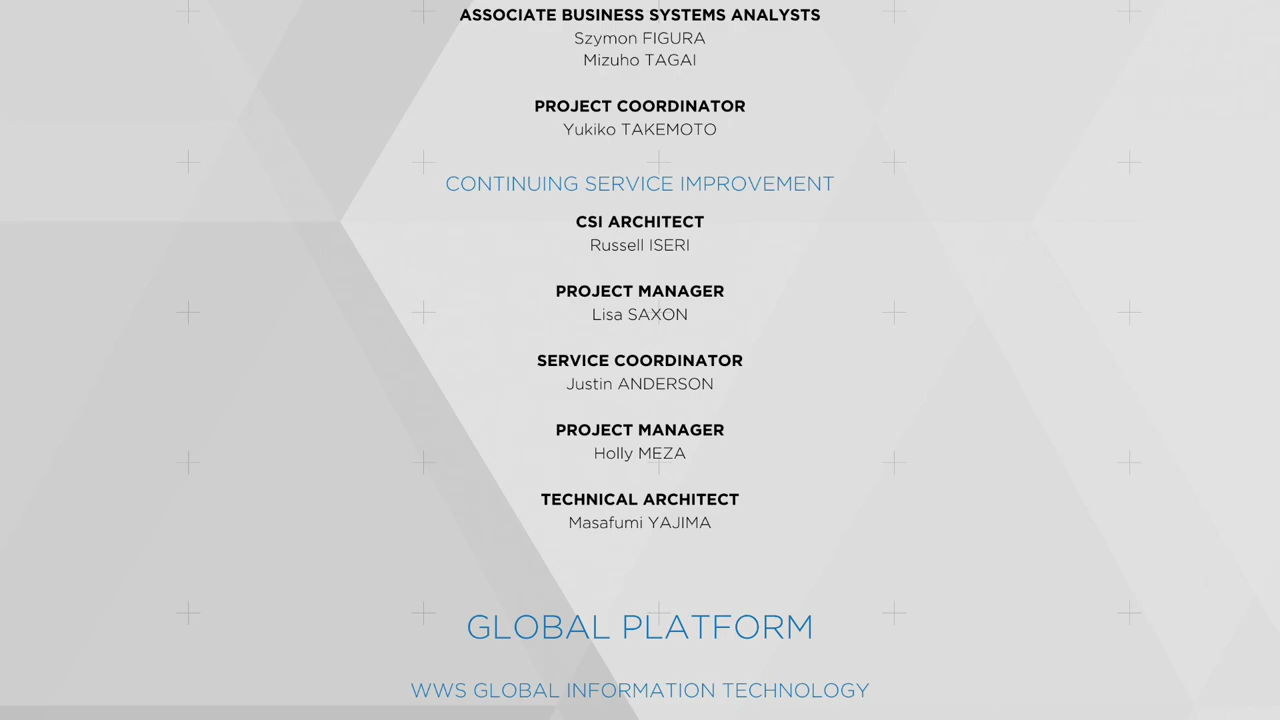 ASSOCIATE BUSINESS SYSTEMS ANALYSTS
Szymon FIGURA
Mizuho TAGAI
PROJECT COORDINATOR
Yukiko TAKEMOTO
CONTINUING SERVICE IMPROVEMENT
CSI ARCHITECT
Russell ISERI
PROJECT MANAGER
Lisa SAXON
SERVICE COORDINATOR
Justin ANDERSON
PROJECT MANAGER
Holly MEZA
TECHNICAL ARCHITECT
Masafumi YAJIMA
GLOBAL PLATFORM
WWS GLOBAL INFORMATION TECHNOLOGY